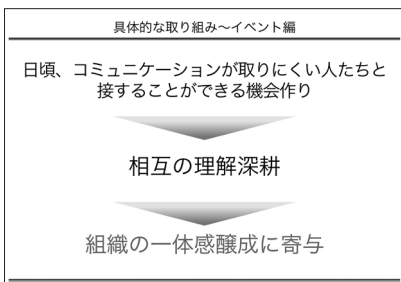 具体的な取り組み～イベント編
日頃、コミュニケーションが取りにくい人たちと
接することができる機会作り
相互の理解深耕
組織の一体感醸成に寄与